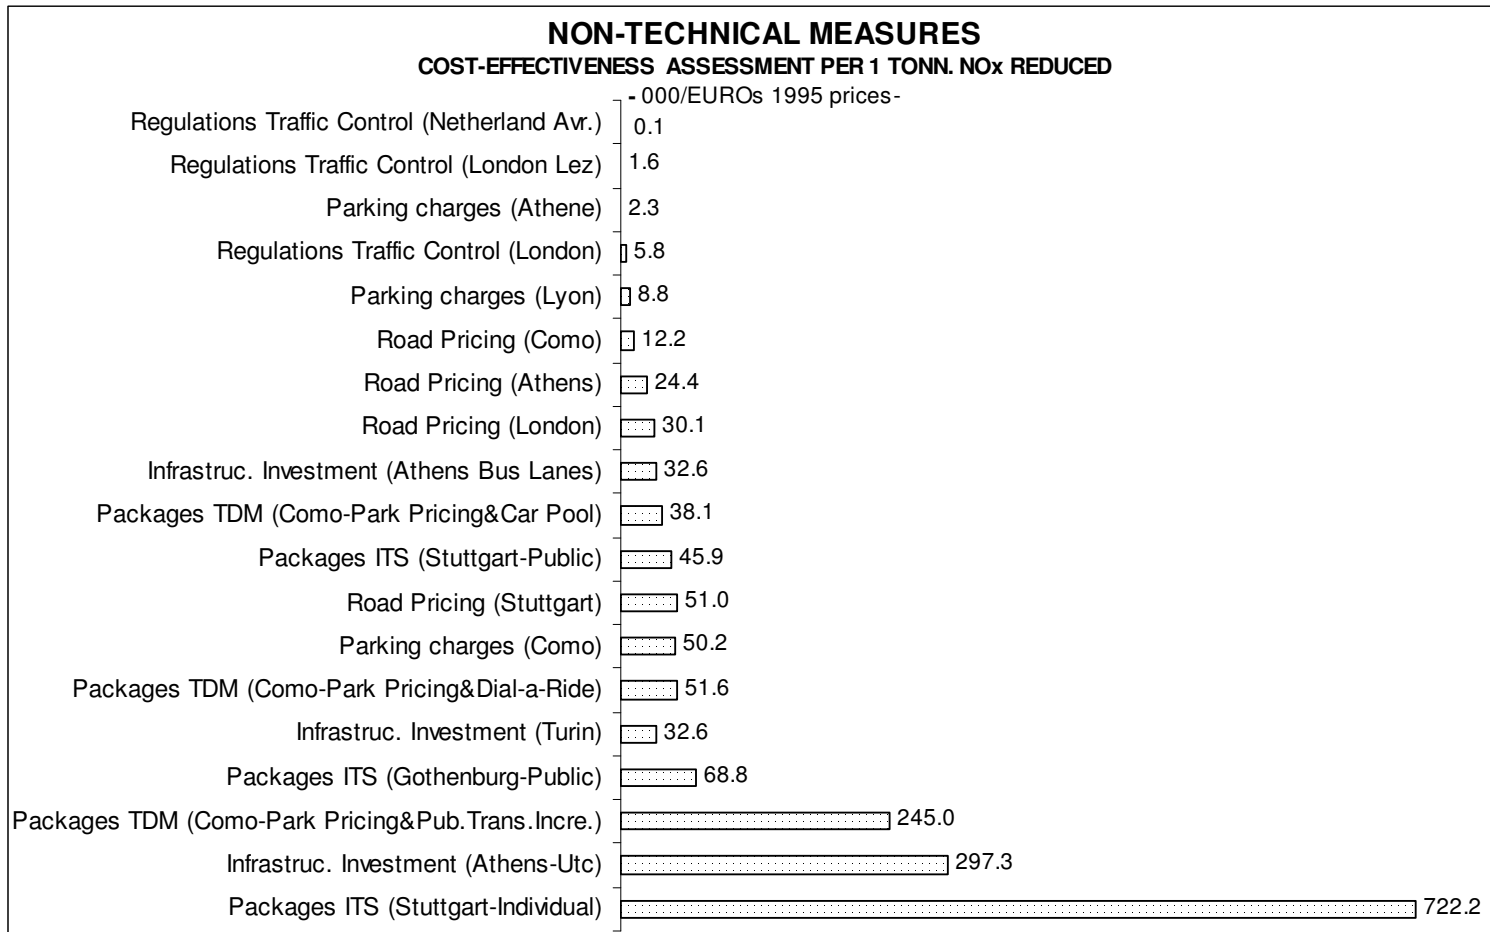 NON-TECHNICAL MEASURES
COST-EFFECTIVENESS ASSESSMENT PER 1 TONN. NOx REDUCED
- 000/EUROs 1995 prices-
Regulations Traffic Control (Netherland Avr.) 0.1
Regulations Traffic Control (London Lez) 1.6
Parking charges (Athene) 2.3
Regulations Traffic Control (London) 5.8
Parking charges (Lyon) 8.8
Road Pricing (Como) 12.2
Road Pricing (Athens) 24.4
Road Pricing (London) 30.1
Infrastruc. Investment (Athens Bus Lanes) 32.6
Packages TDM (Como-Park Pricing&Car Pool) 38.1
Packages ITS (Stuttgart-Public) 45.9
Road Pricing (Stuttgart) 51.0
Parking charges (Como) 50.2
Packages TDM (Como-Park Pricing&Dial-a-Ride) 51.6
Infrastruc. Investment (Turin) 32.6
Packages ITS (Gothenburg-Public) 68.8
Packages TDM (Como-Park Pricing&Pub.Trans.Incre.) 245.0
Infrastruc. Investment (Athens-Utc) 297.3
Packages ITS (Stuttgart-Individual) 722.2